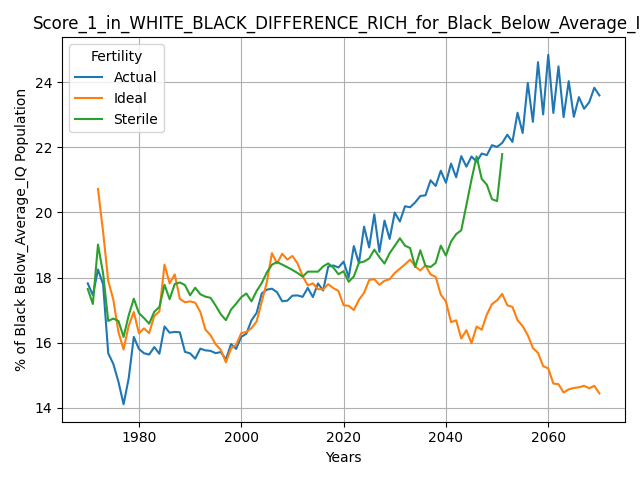 Score_1_in_WHITE_BLACK_DIFFERENCE_RICH_for_Black_Below_Average_I
Fertility
Actual
Ideal
Sterile
% of Black Below_Average_IQ Population
24
22
20
18
16
14
1980
2000
2020
2040
2060
Years